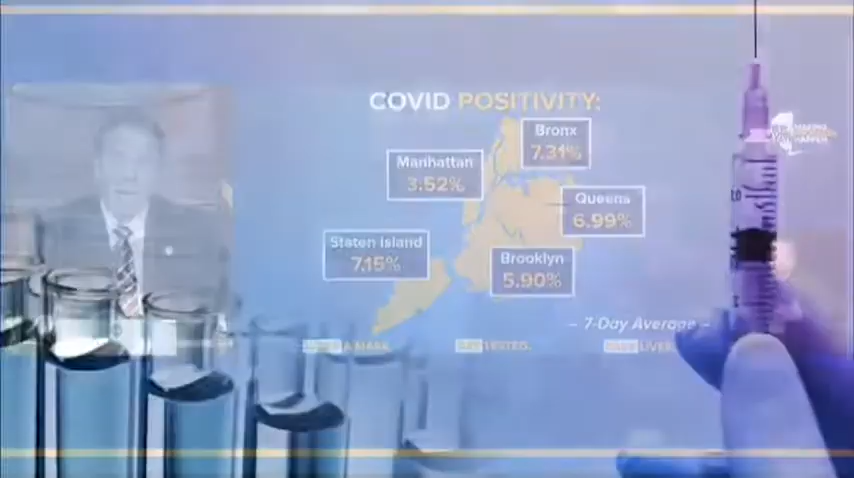 COVID POSITIVITY:
Bronx
7.31%
Manhattan
3.52%
Queens
6.99%
Staten Island
7.15%
Brooklyn
5.90%
– 7-Day Average –
A MASK.
TESTED.
LIVES.